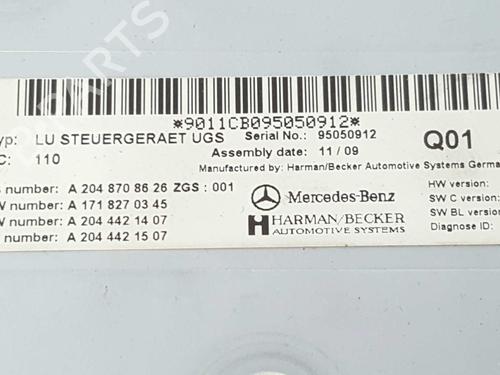 *9011CB095050912*
yp: LU STEUERGERAET UGS Serial No.: 95050912 Q01
C: 110 Assembly date: 11 / 09
Manufactured by: Harman/Becker Automotive Systems German
s number: A 204 870 86 26 ZGS : 001 HW version:
W number: A 171 827 03 45 Mercedes-Benz SW C version:
number: A 204 442 14 07 HARMAN/BECKER SW BL version:
number: A 204 442 15 07 AUTOMOTIVE SYSTEMS Diagnose ID:
B PARTS